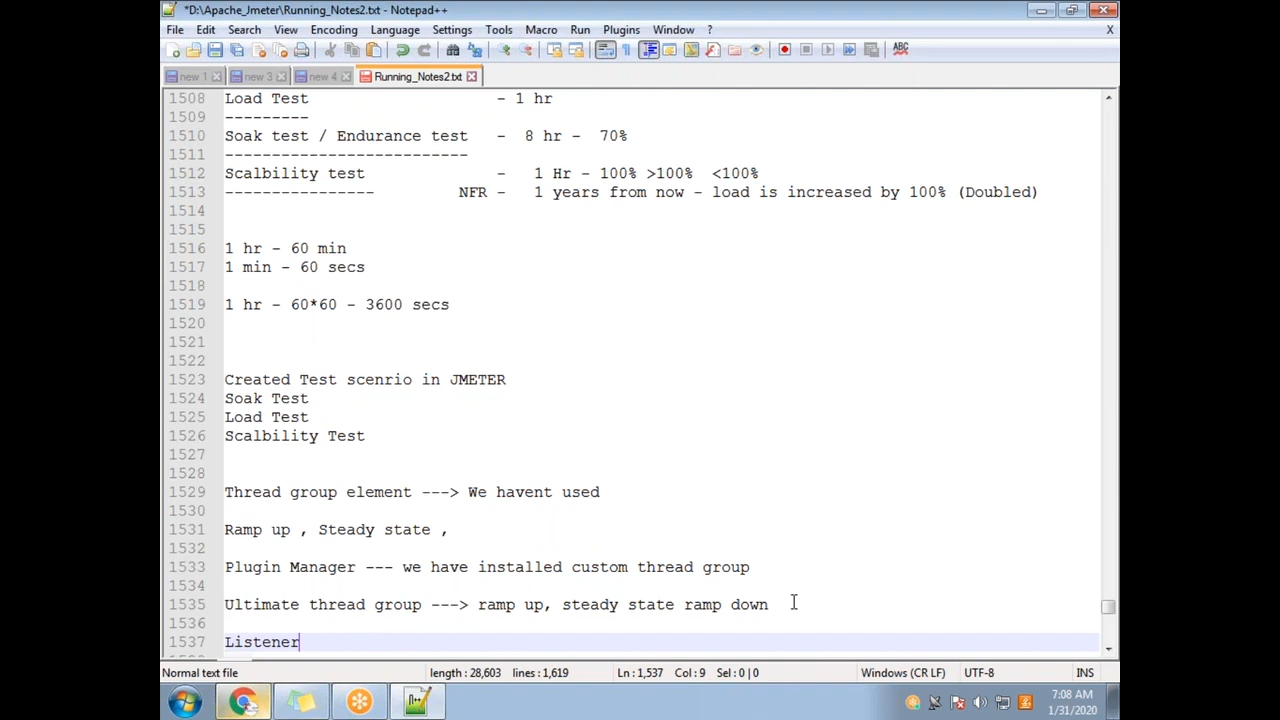 *D:\Apache_Jmeter\Running_Notes2.txt - Notepad++
File Edit Search View Encoding Language Settings Tools Macro Run Plugins Window ? X
new 1 new 3 new 4 Running_Notes2.txt
1508 Load Test - 1 hr
1509 ---------
1510 Soak test / Endurance test - 8 hr - 70%
1511 --------------------------
1512 Scalbility test - 1 Hr - 100% >100% <100%
1513 ---------------- NFR - 1 years from now - load is increased by 100% (Doubled)
1514
1515
1516 1 hr - 60 min
1517 1 min - 60 secs
1518
1519 1 hr - 60*60 - 3600 secs
1520
1521
1522
1523 Created Test scenrio in JMETER
1524 Soak Test
1525 Load Test
1526 Scalbility Test
1527
1528
1529 Thread group element ---> We havent used
1530
1531 Ramp up , Steady state ,
1532
1533 Plugin Manager --- we have installed custom thread group
1534
1535 Ultimate thread group ---> ramp up, steady state ramp down
1536
1537 Listener
Normal text file length : 28,603 lines : 1,619 Ln : 1,537 Col : 9 Sel : 0 | 0 Windows (CR LF) UTF-8 INS
7:08 AM
1/31/2020